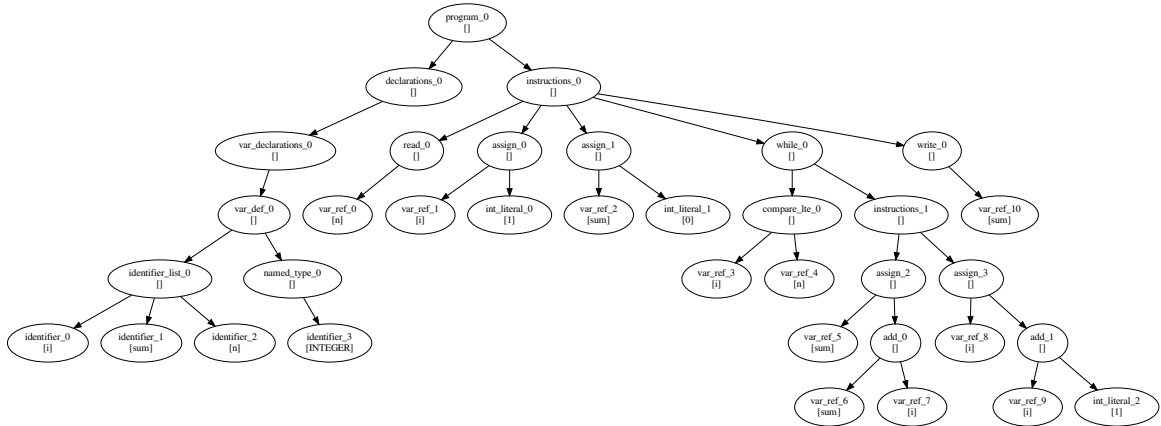 program_0
[]
declarations_0
[]
instructions_0
[]
var_declarations_0
[]
read_0
[]
assign_0
[]
assign_1
[]
while_0
[]
write_0
[]
var_def_0
[]
var_ref_0
[n]
var_ref_1
[i]
int_literal_0
[1]
var_ref_2
[sum]
int_literal_1
[0]
compare_lte_0
[]
instructions_1
[]
var_ref_10
[sum]
identifier_list_0
[]
named_type_0
[]
var_ref_3
[i]
var_ref_4
[n]
assign_2
[]
assign_3
[]
identifier_0
[i]
identifier_1
[sum]
identifier_2
[n]
identifier_3
[INTEGER]
var_ref_5
[sum]
add_0
[]
var_ref_8
[i]
add_1
[]
var_ref_6
[sum]
var_ref_7
[i]
var_ref_9
[i]
int_literal_2
[1]